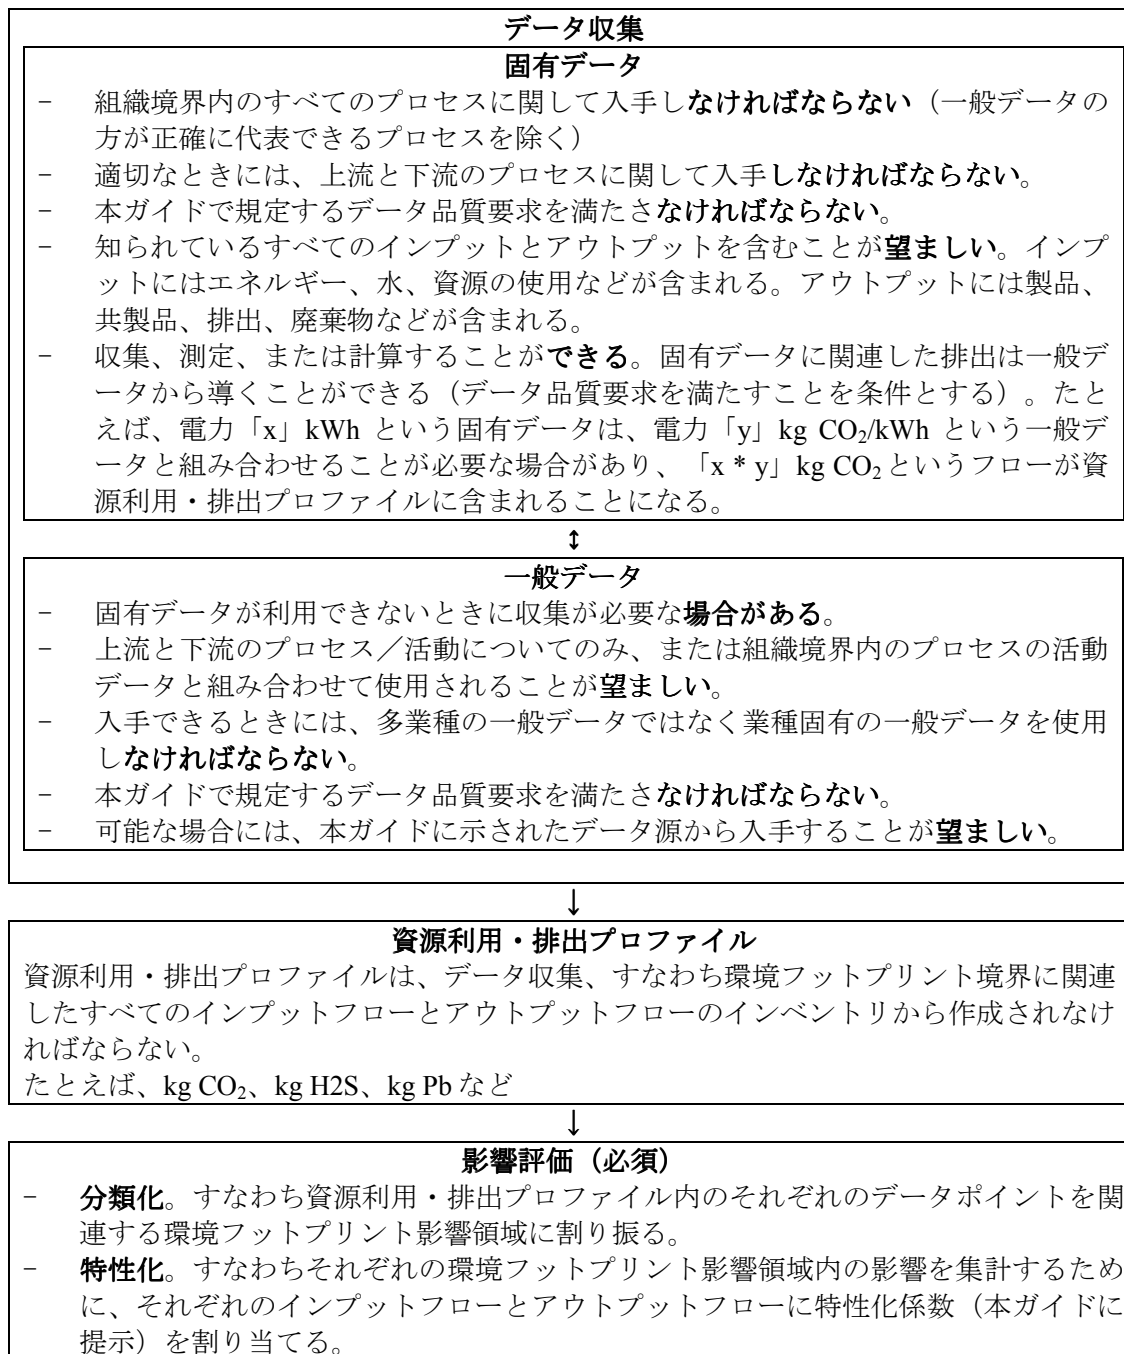 データ収集
固有データ
- 組織境界内のすべてのプロセスに関して入手しなければならない（一般データの
方が正確に代表できるプロセスを除く）
- 適切なときには、上流と下流のプロセスに関して入手しなければならない。
- 本ガイドで規定するデータ品質要求を満たさなければならない。
- 知られているすべてのインプットとアウトプットを含むことが望ましい。インプ
ットにはエネルギー、水、資源の使用などが含まれる。アウトプットには製品、
共製品、排出、廃棄物などが含まれる。
- 収集、測定、または計算することができる。固有データに関連した排出は一般デ
ータから導くことができる（データ品質要求を満たすことを条件とする）。たと
えば、電力「x」kWh という固有データは、電力「y」kg CO₂/kWh という一般デ
ータと組み合わせることが必要な場合があり、「x * y」kg CO₂というフローが資
源利用・排出プロファイルに含まれることになる。
↕
一般データ
- 固有データが利用できないときに収集が必要な場合がある。
- 上流と下流のプロセス／活動についてのみ、または組織境界内のプロセスの活動
データと組み合わせて使用されることが望ましい。
- 入手できるときには、多業種の一般データではなく業種固有の一般データを使用
しなければならない。
- 本ガイドで規定するデータ品質要求を満たさなければならない。
- 可能な場合には、本ガイドに示されたデータ源から入手することが望ましい。
↓
資源利用・排出プロファイル
資源利用・排出プロファイルは、データ収集、すなわち環境フットプリント境界に関連
したすべてのインプットフローとアウトプットフローのインベントリから作成されなけ
ればならない。
たとえば、kg CO₂、kg H2S、kg Pb など
↓
影響評価（必須）
- 分類化。すなわち資源利用・排出プロファイル内のそれぞれのデータポイントを関
連する環境フットプリント影響領域に割り振る。
- 特性化。すなわちそれぞれの環境フットプリント影響領域内の影響を集計するため
に、それぞれのインプットフローとアウトプットフローに特性化係数（本ガイドに
提示）を割り当てる。